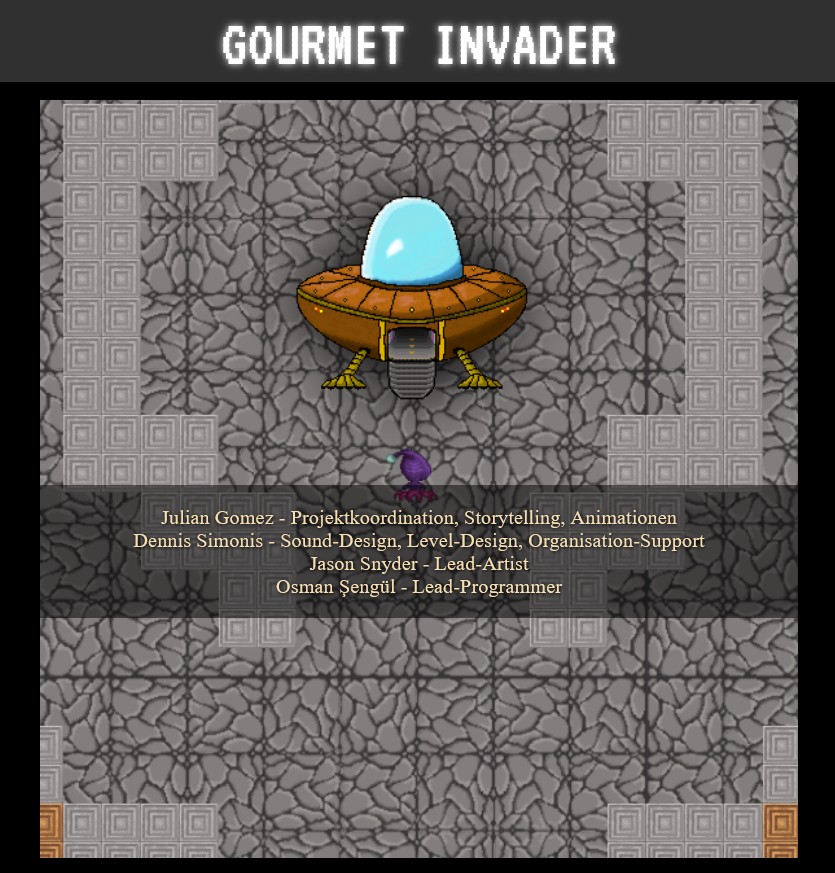 GOURMET INVADER
Julian Gomez - Projektkoordination, Storytelling, Animationen
Dennis Simonis - Sound-Design, Level-Design, Organisation-Support
Jason Snyder - Lead-Artist
Osman Şengül - Lead-Programmer